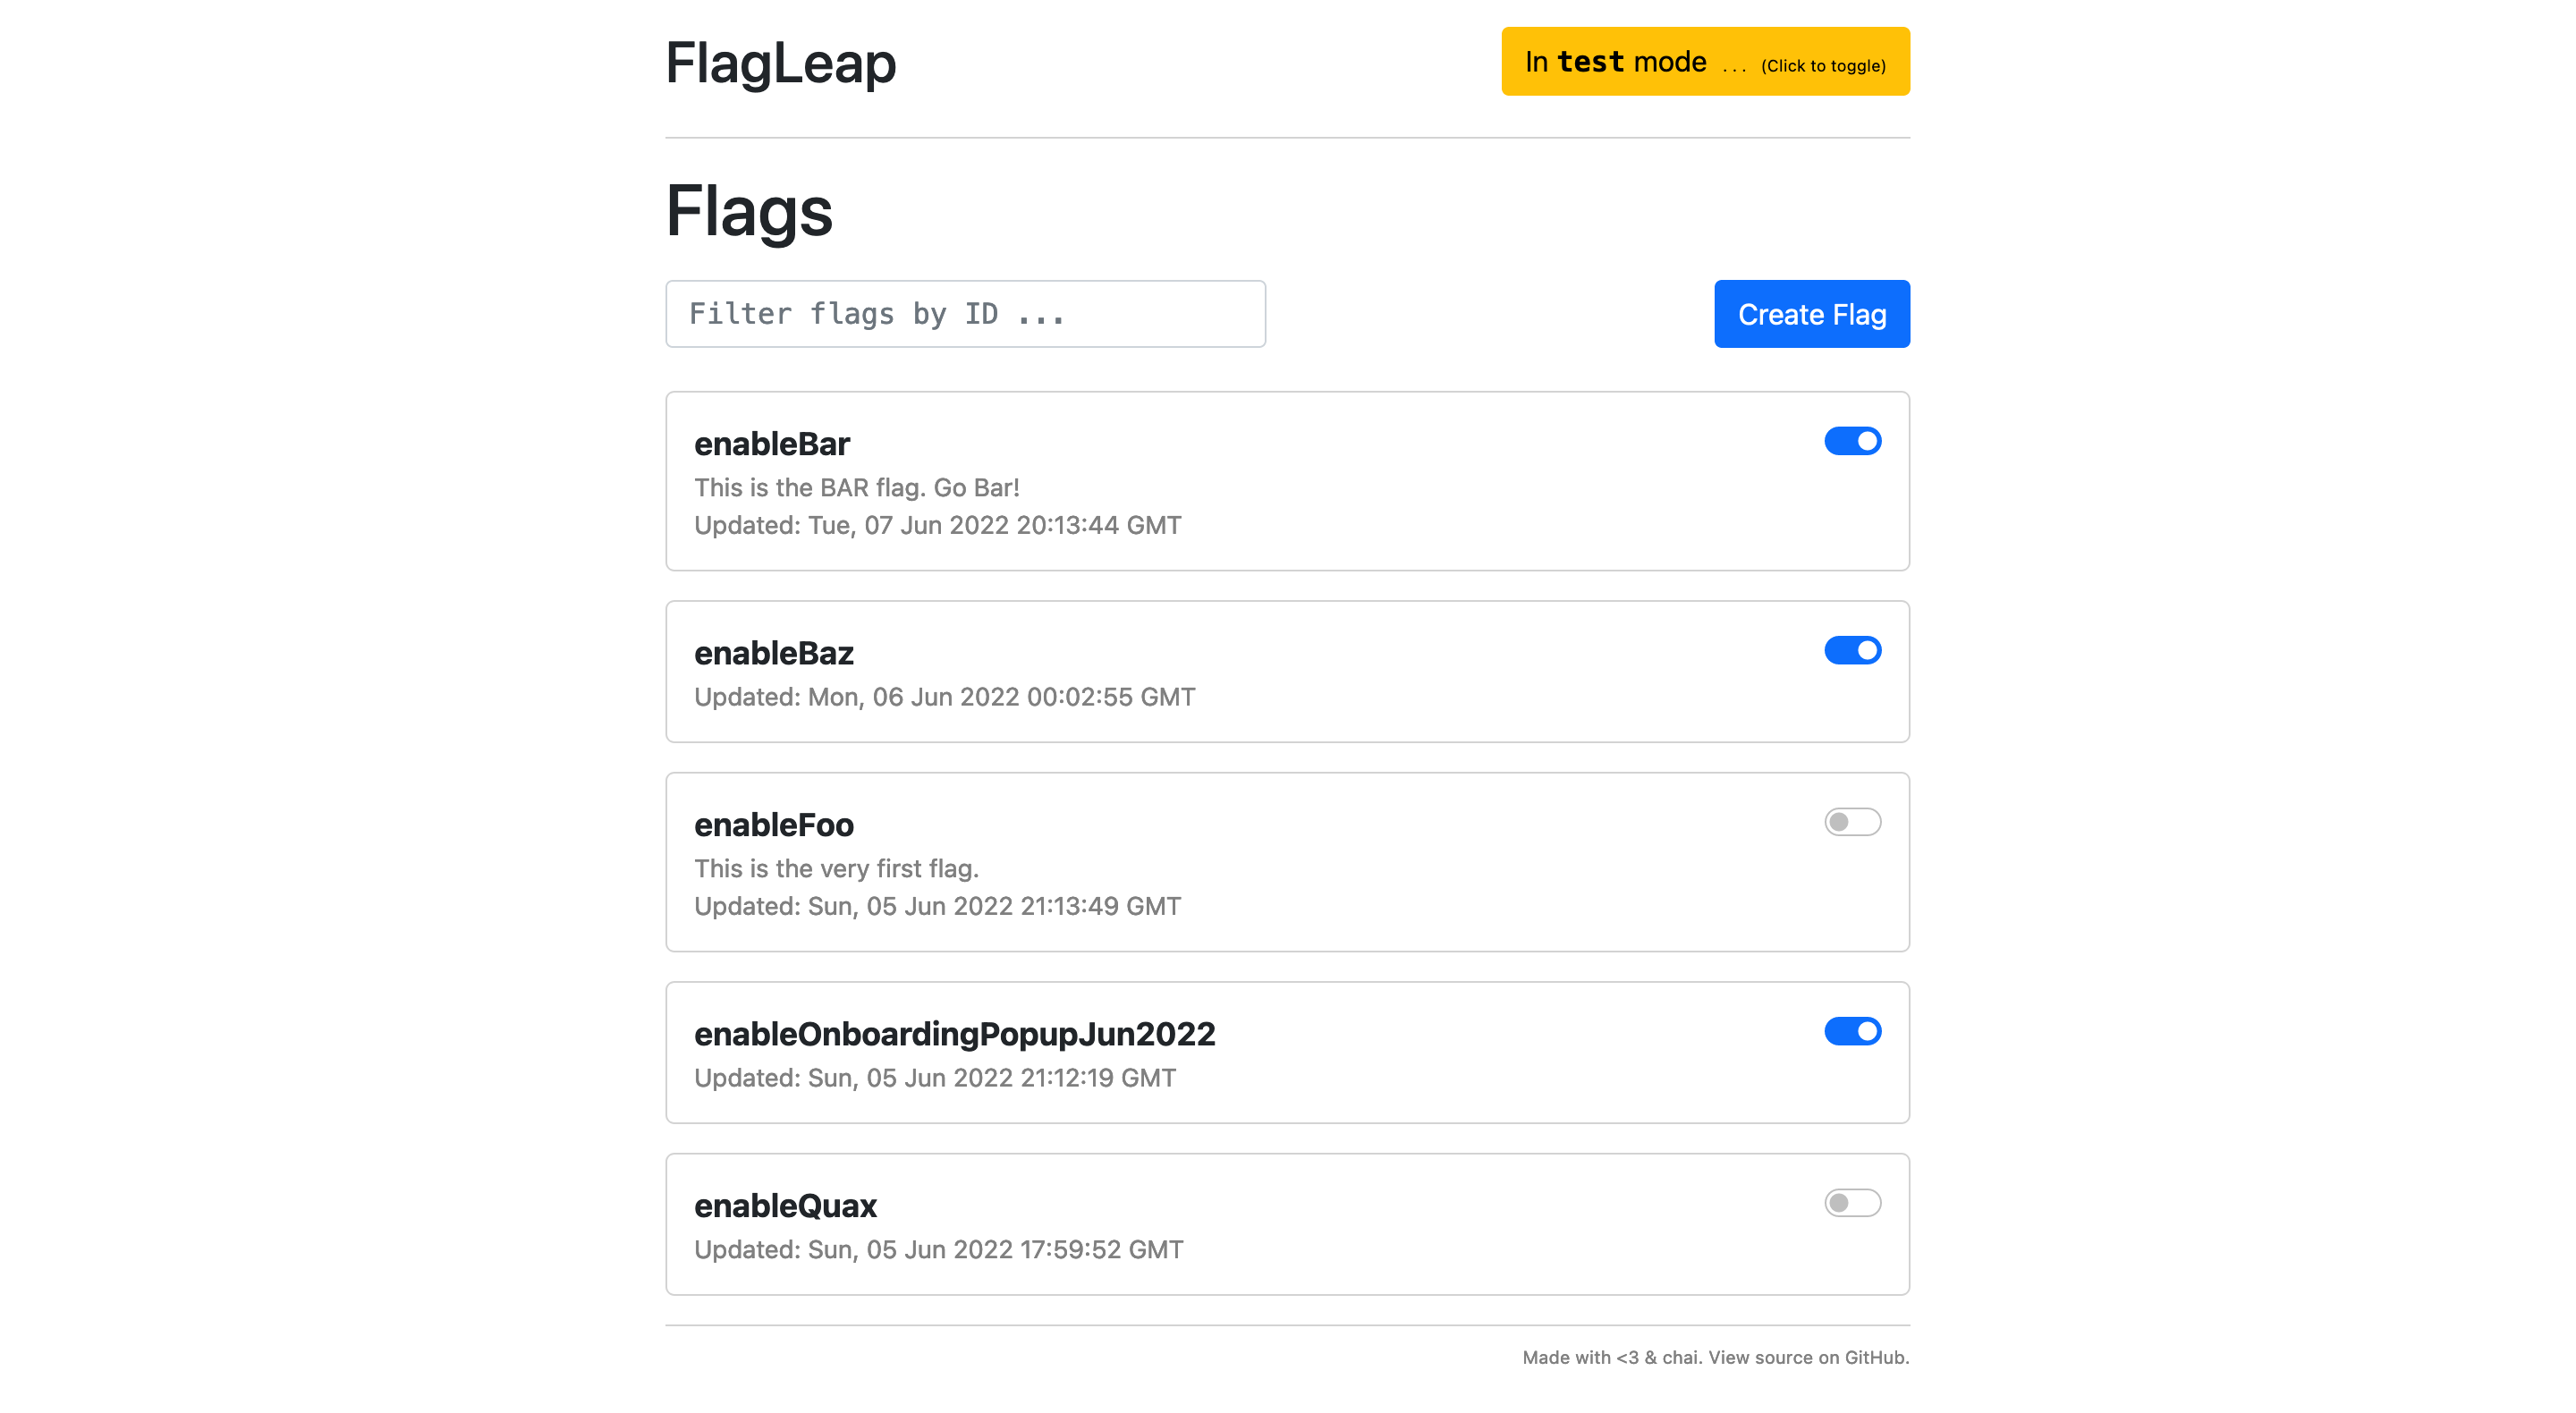 FlagLeap
In test mode ... (Click to toggle)
Flags
Filter flags by ID ...
Create Flag
enableBar
This is the BAR flag. Go Bar!
Updated: Tue, 07 Jun 2022 20:13:44 GMT
enableBaz
Updated: Mon, 06 Jun 2022 00:02:55 GMT
enableFoo
This is the very first flag.
Updated: Sun, 05 Jun 2022 21:13:49 GMT
enableOnboardingPopupJun2022
Updated: Sun, 05 Jun 2022 21:12:19 GMT
enableQuax
Updated: Sun, 05 Jun 2022 17:59:52 GMT
Made with <3 & chai. View source on GitHub.